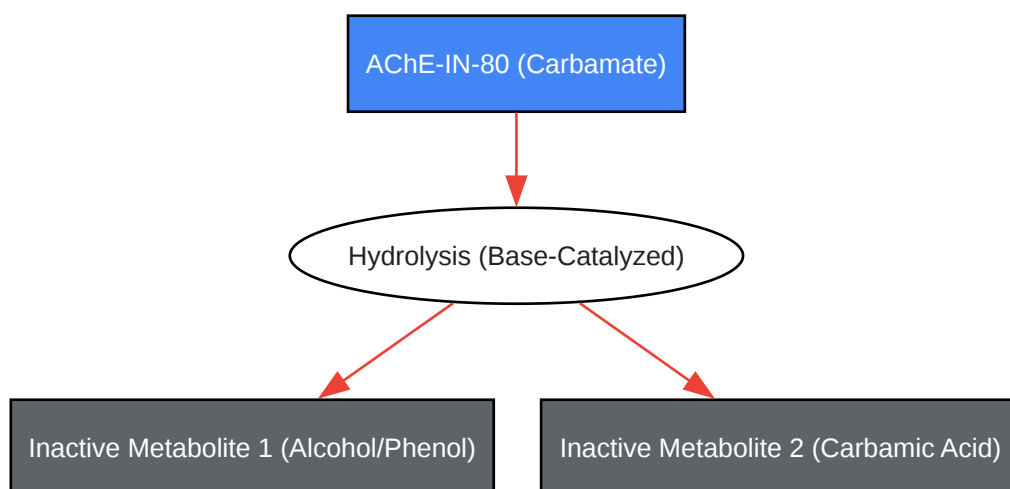 AChE-IN-80 (Carbamate)
Hydrolysis (Base-Catalyzed)
Inactive Metabolite 1 (Alcohol/Phenol)
Inactive Metabolite 2 (Carbamic Acid)